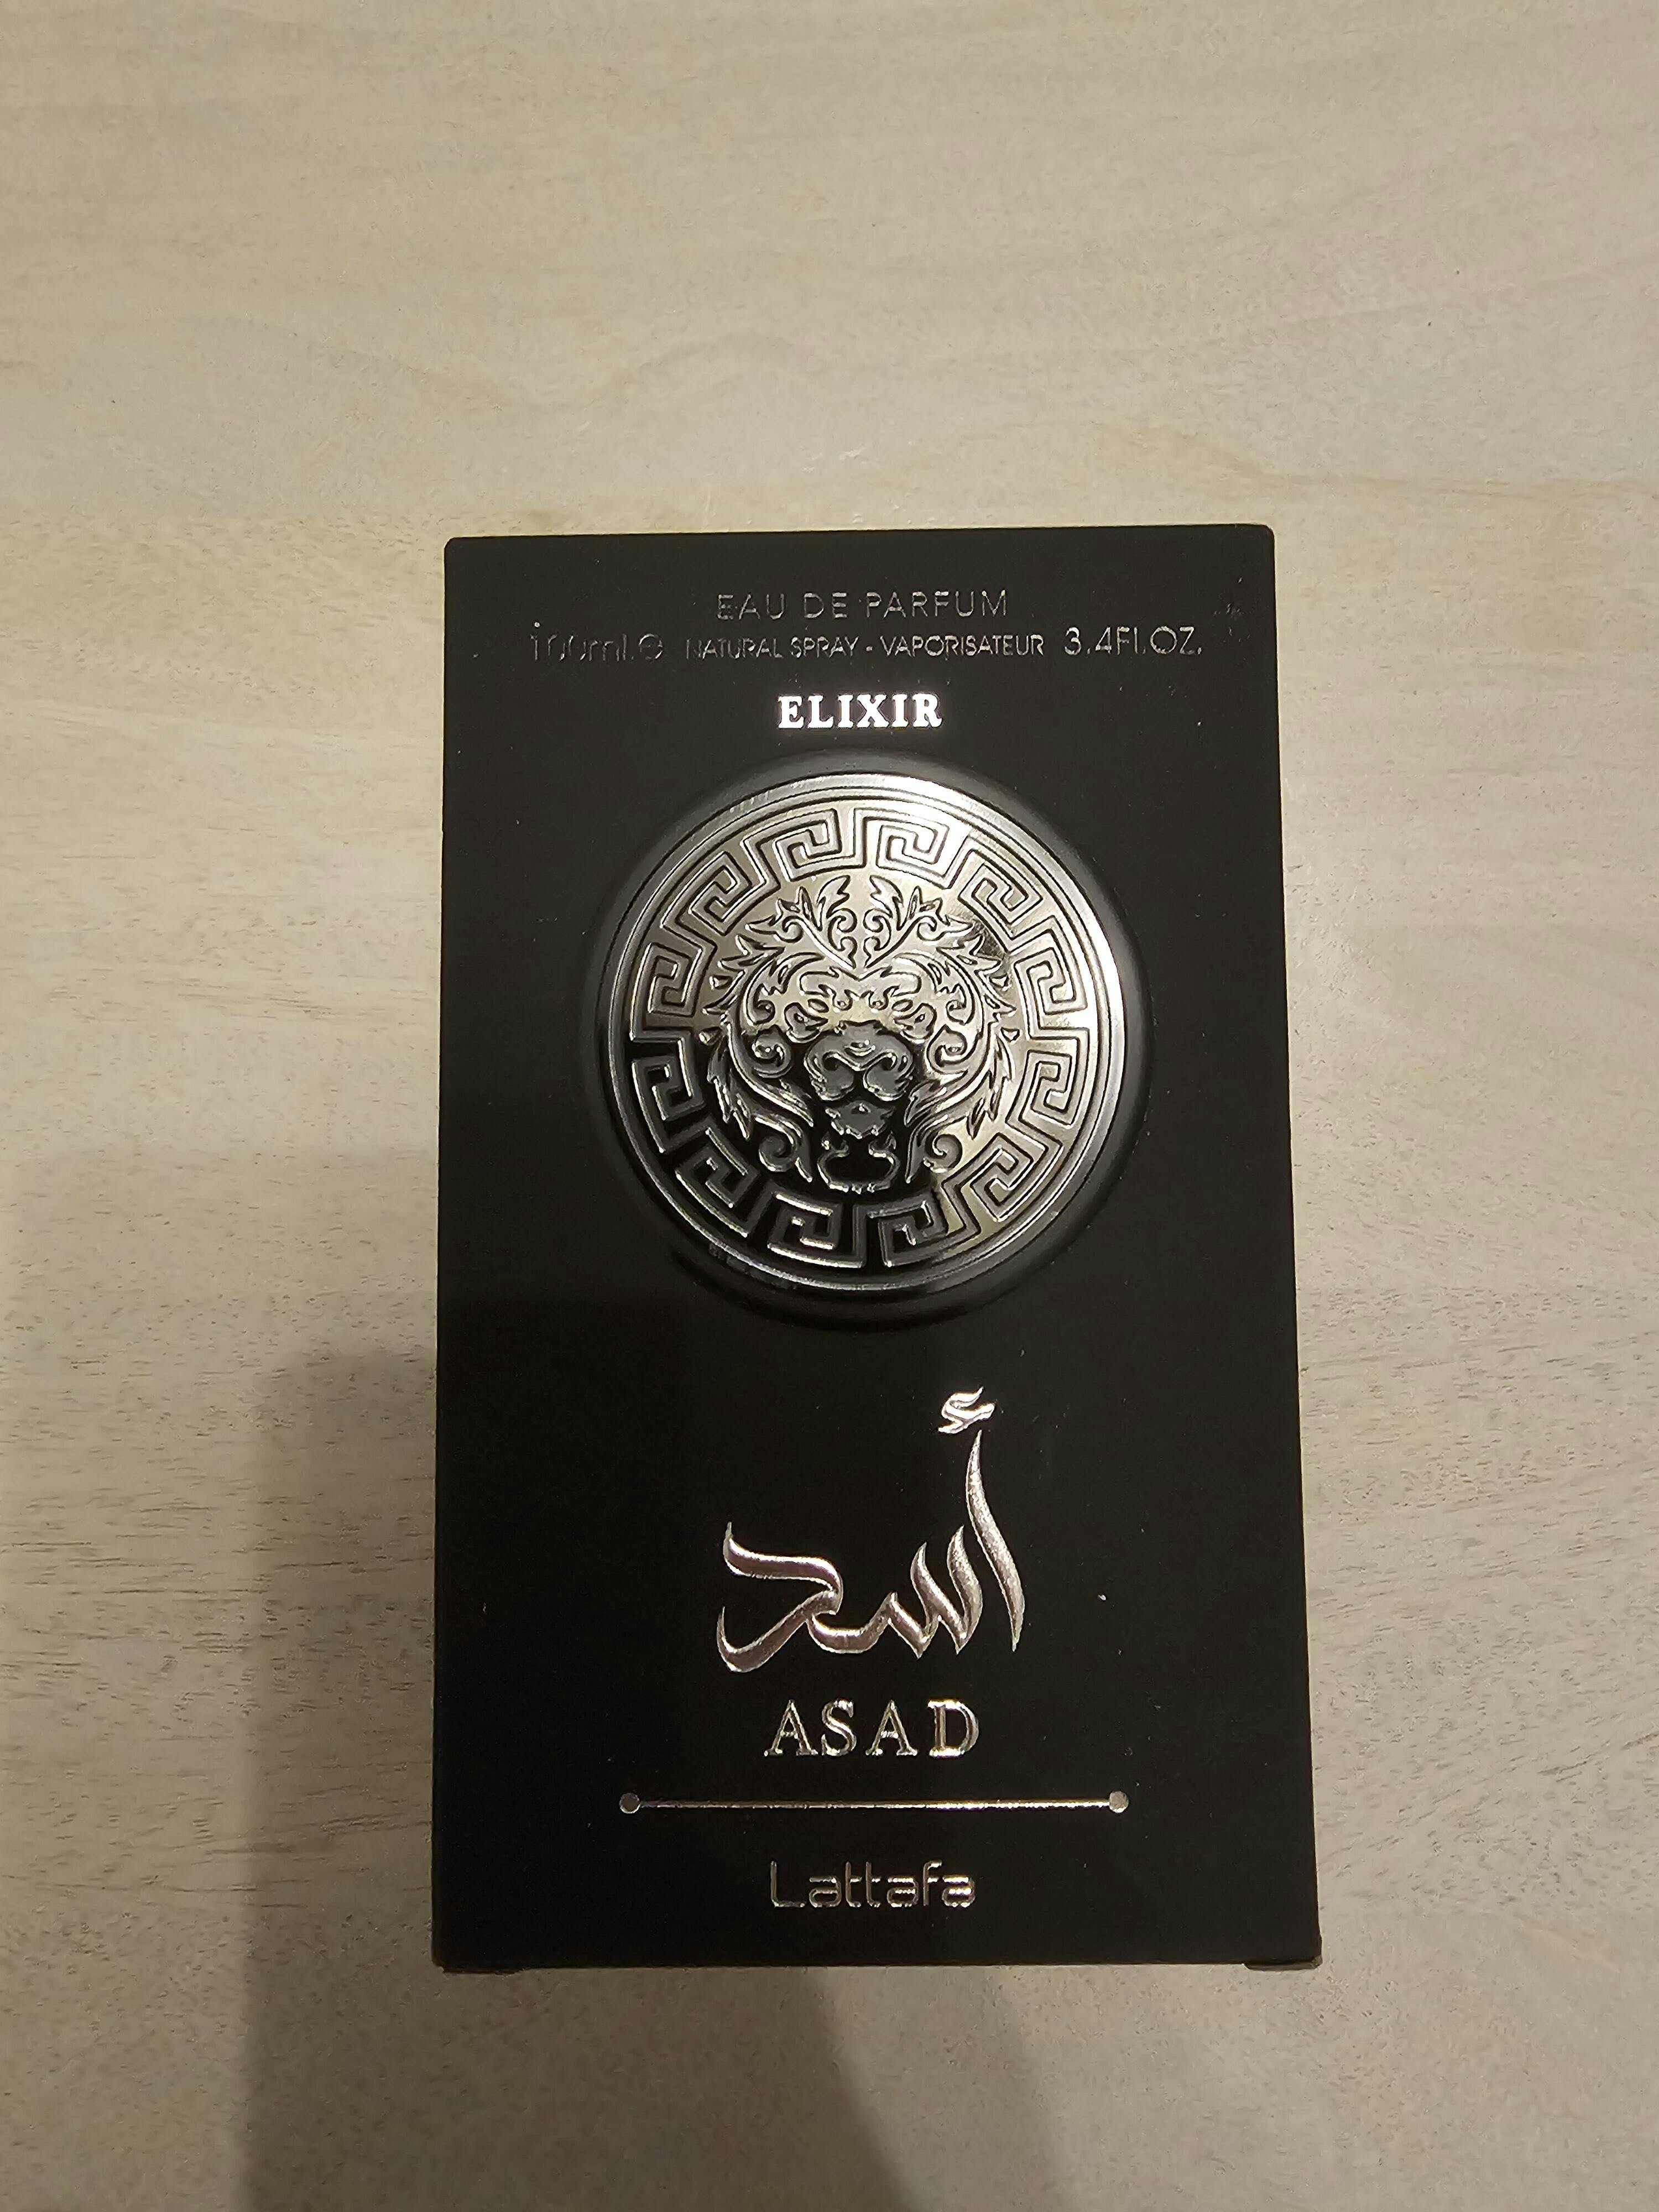 EAU DE PARFUM
100ml.℮ NATURAL SPRAY - VAPORISATEUR 3.4FL.OZ.
ELIXIR
أسد
ASAD
Lattafa